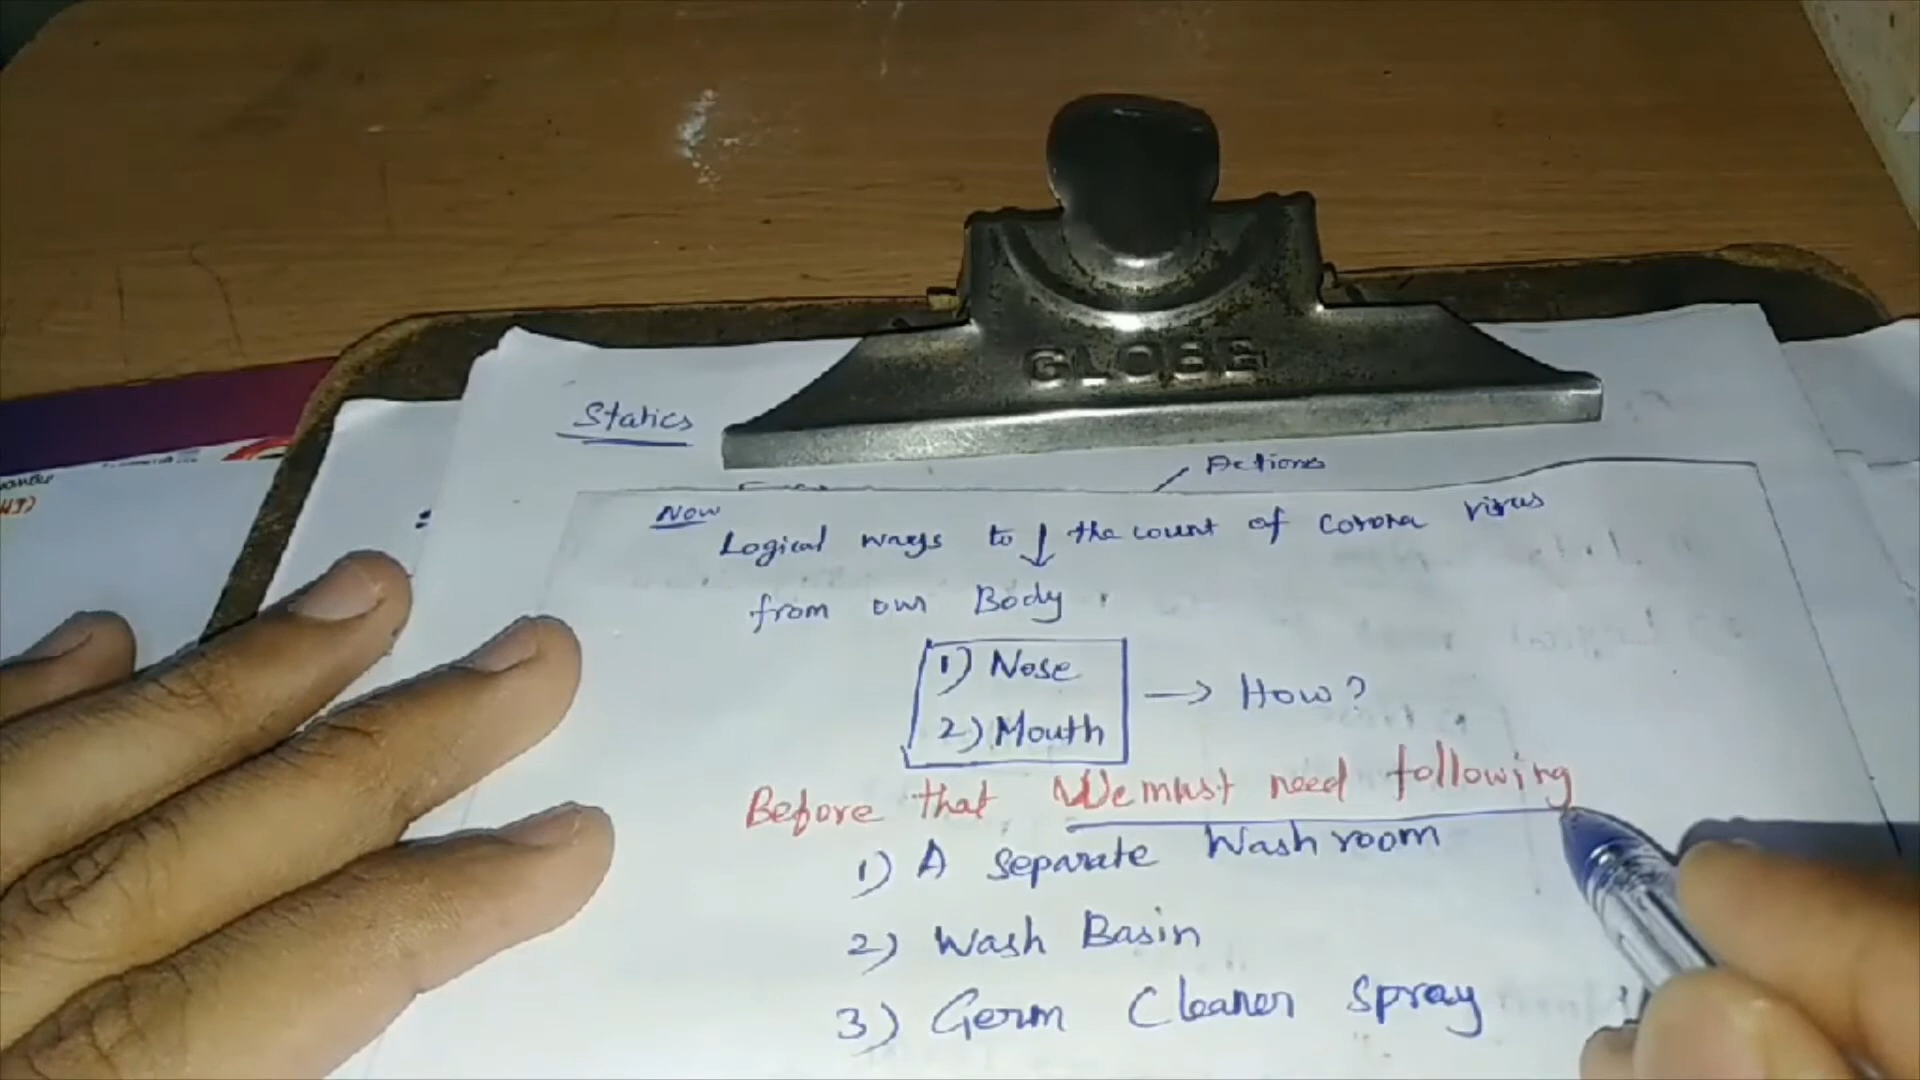 GLOBE
Statics
Actions
Now
Logical ways to ↓ the count of corona virus
from our Body
1) Nose
2) Mouth
→ How?
Before that We must need following
1) A separate Wash room
2) Wash Basin
3) Germ Cleaner Spray